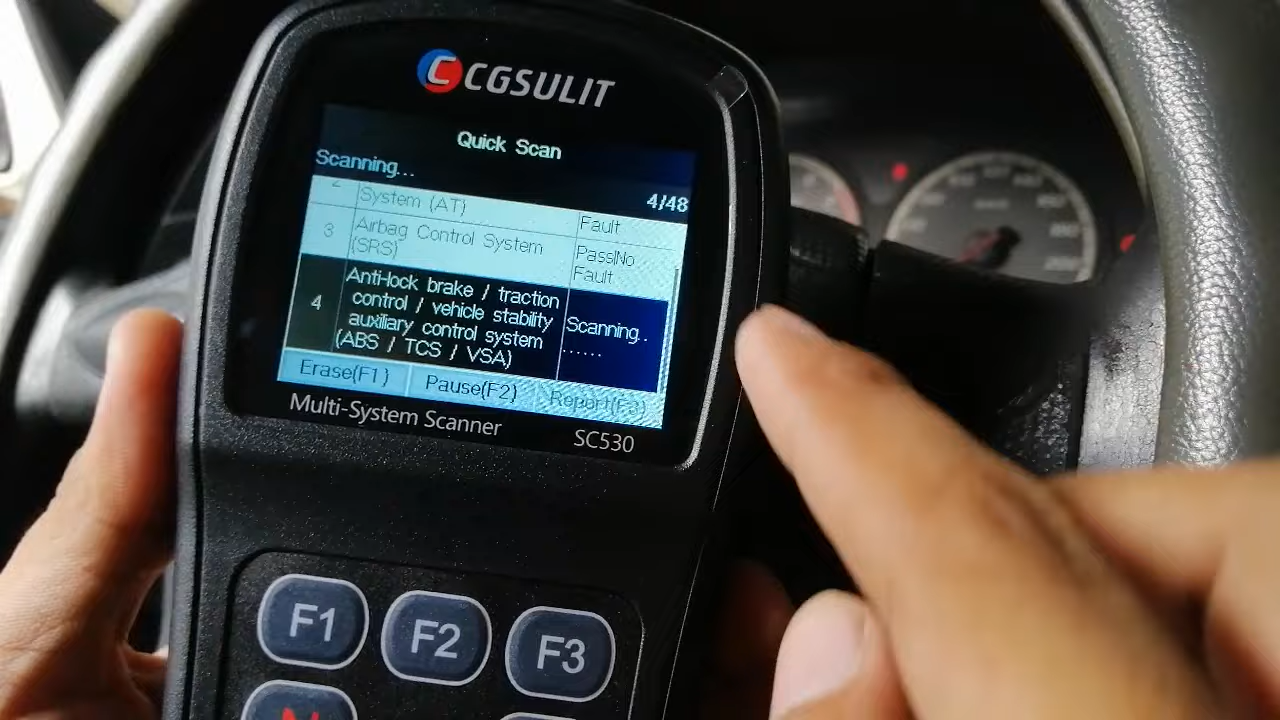 CGSULIT
Quick Scan
Scanning...
4/48
2
System (AT)
Fault
3
Airbag Control System
(SRS)
Pass|No
Fault
4
Anti-lock brake / traction
control / vehicle stability
auxiliary control system
(ABS / TCS / VSA)
Scanning..
......
Erase(F1)
Pause(F2)
Report(F3)
Multi-System Scanner
SC530
F1
F2
F3